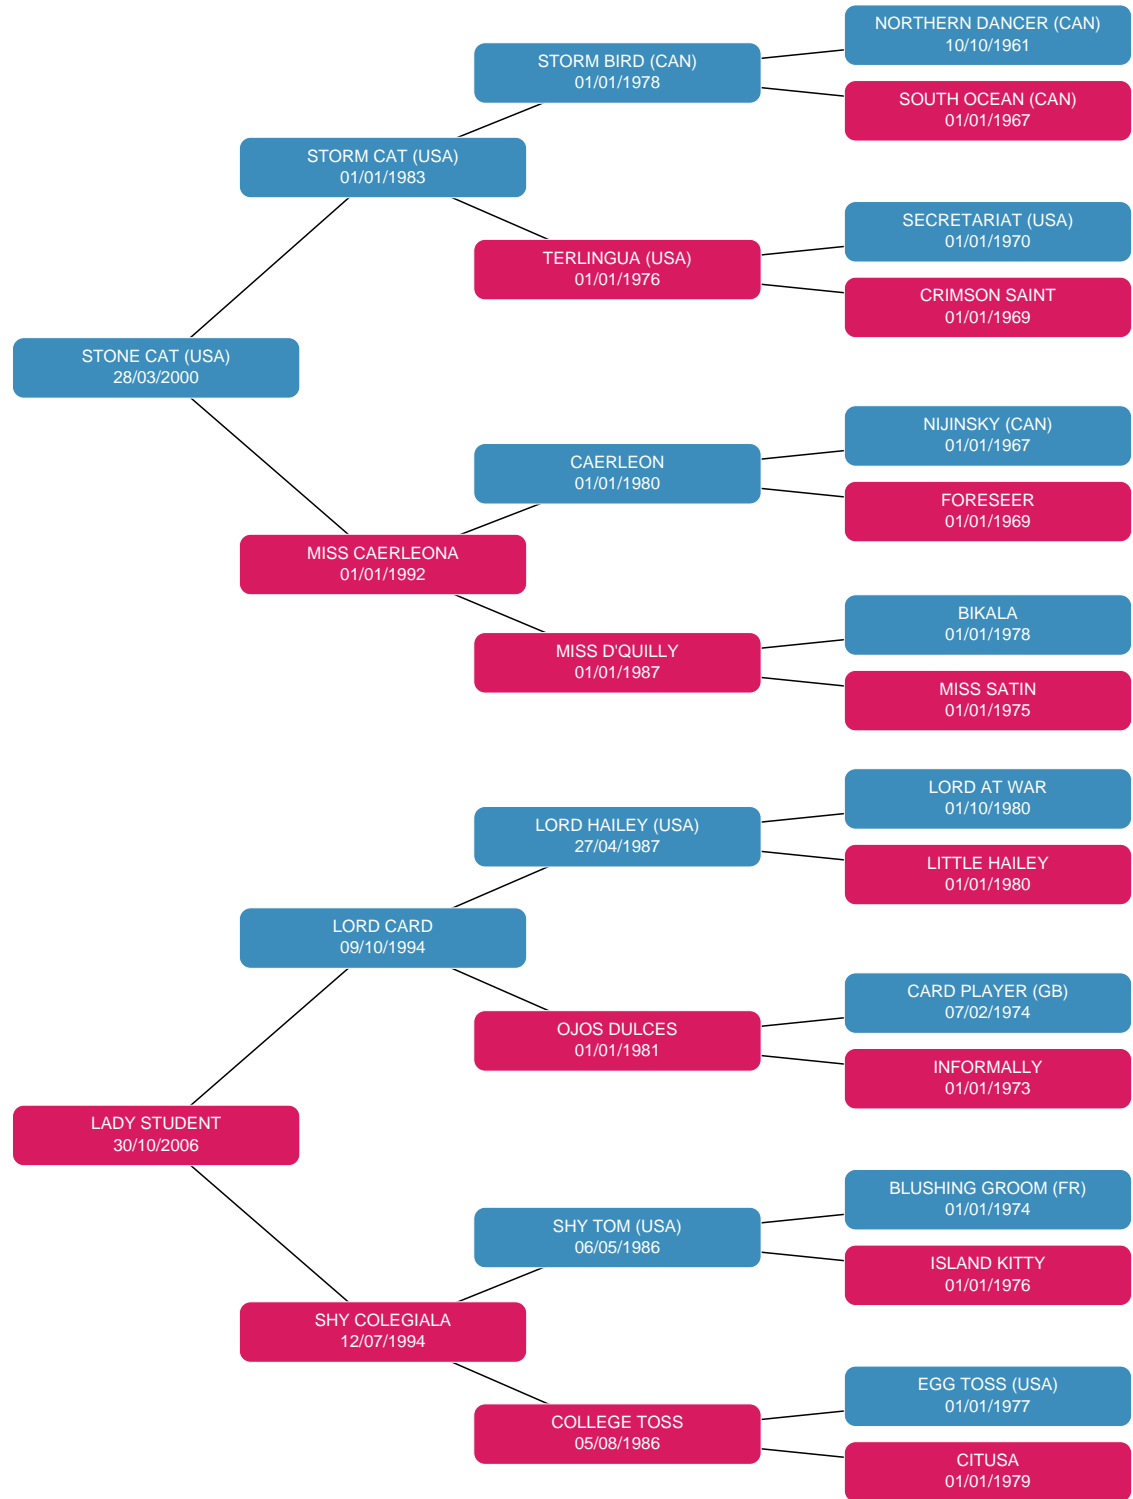 NORTHERN DANCER (CAN)
10/10/1961
STORM BIRD (CAN)
01/01/1978
SOUTH OCEAN (CAN)
01/01/1967
STORM CAT (USA)
01/01/1983
SECRETARIAT (USA)
01/01/1970
TERLINGUA (USA)
01/01/1976
CRIMSON SAINT
01/01/1969
STONE CAT (USA)
28/03/2000
NIJINSKY (CAN)
01/01/1967
CAERLEON
01/01/1980
FORESEER
01/01/1969
MISS CAERLEONA
01/01/1992
BIKALA
01/01/1978
MISS D'QUILLY
01/01/1987
MISS SATIN
01/01/1975
LORD AT WAR
01/10/1980
LORD HAILEY (USA)
27/04/1987
LITTLE HAILEY
01/01/1980
LORD CARD
09/10/1994
CARD PLAYER (GB)
07/02/1974
OJOS DULCES
01/01/1981
INFORMALLY
01/01/1973
LADY STUDENT
30/10/2006
BLUSHING GROOM (FR)
01/01/1974
SHY TOM (USA)
06/05/1986
ISLAND KITTY
01/01/1976
SHY COLEGIALA
12/07/1994
EGG TOSS (USA)
01/01/1977
COLLEGE TOSS
05/08/1986
CITUSA
01/01/1979